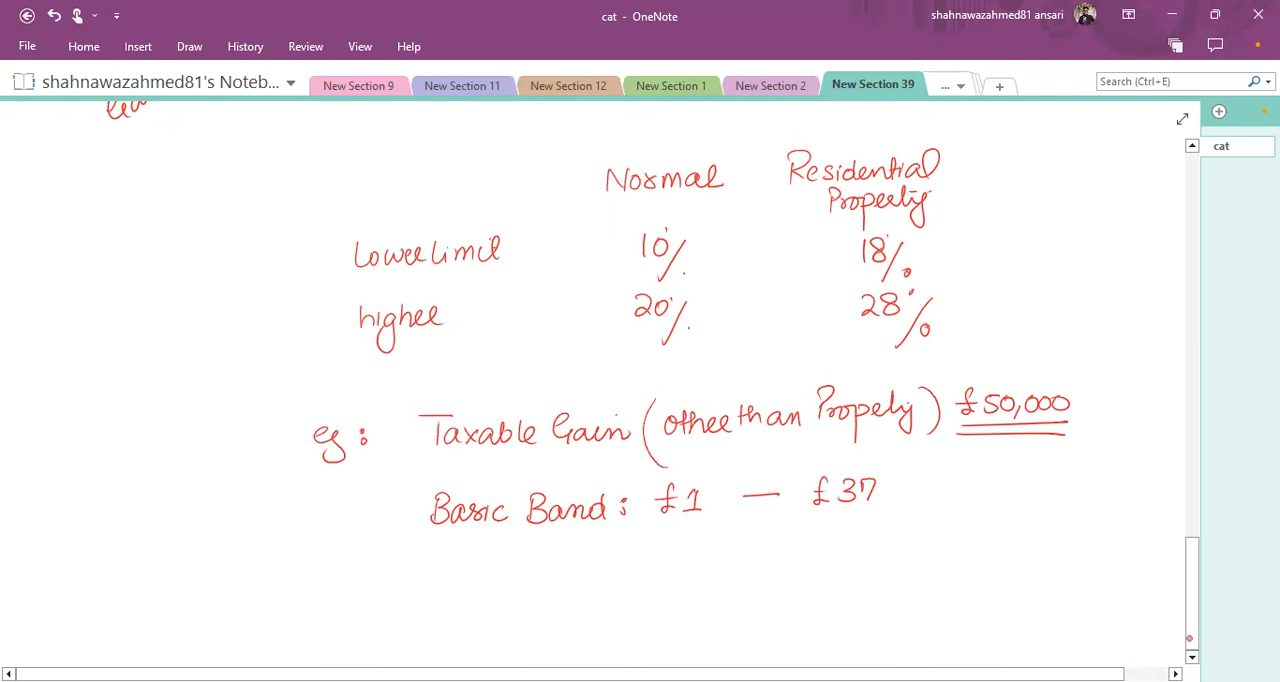 cat - OneNote
shahnawazahmed81 ansari
File Home Insert Draw History Review View Help
shahnawazahmed81's Noteb...
New Section 9 New Section 11 New Section 12 New Section 1 New Section 2 New Section 39 ...
Search (Ctrl+E)
cat
Normal Residential
Property
Lower limit 10% 18%
higher 20% 28%
eg: Taxable Gain (other than Property) £50,000
Basic Band: £1 — £37